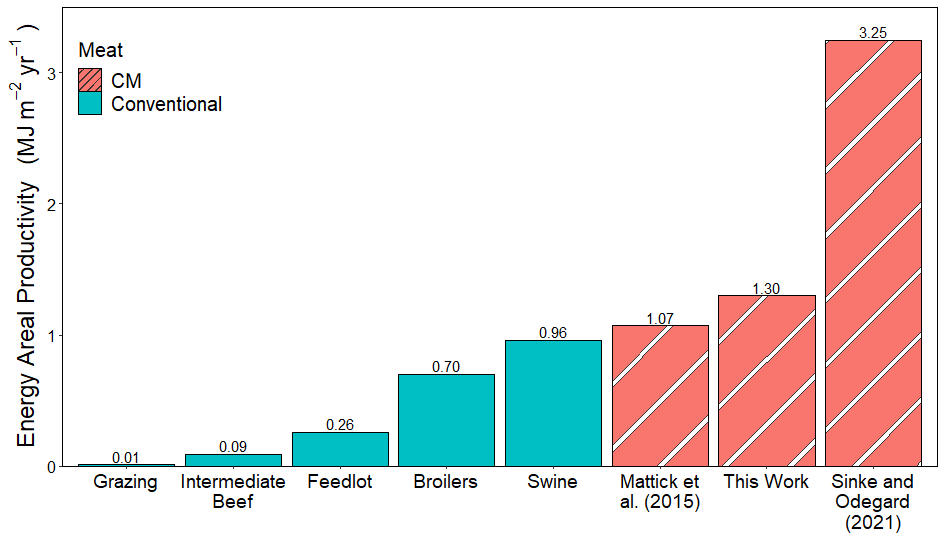 Energy Areal Productivity (MJ m−2 yr−1)
3
2
1
0
Meat
CM
Conventional
0.01
0.09
0.26
0.70
0.96
1.07
1.30
3.25
Grazing
Intermediate
Beef
Feedlot
Broilers
Swine
Mattick et
al. (2015)
This Work
Sinke and
Odegard
(2021)